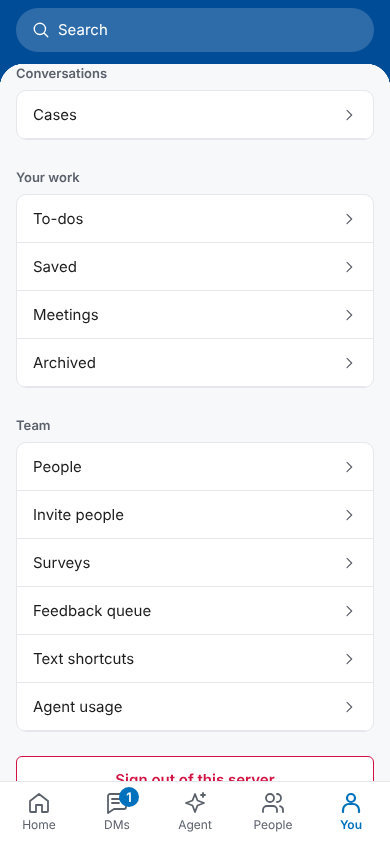 Search
Conversations
Cases
Your work
To-dos
Saved
Meetings
Archived
Team
People
Invite people
Surveys
Feedback queue
Text shortcuts
Agent usage
Sign out of this server
1
Home
DMs
Agent
People
You